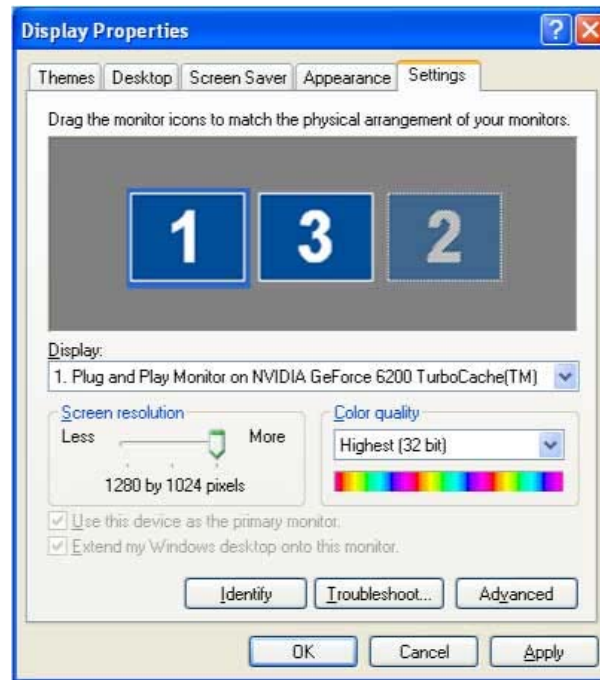 Display Properties
Themes Desktop Screen Saver Appearance Settings
Drag the monitor icons to match the physical arrangement of your monitors.
1 3 2
Display:
1. Plug and Play Monitor on NVIDIA GeForce 6200 TurboCache(TM)
Screen resolution
Less More
1280 by 1024 pixels
Color quality
Highest (32 bit)
Use this device as the primary monitor.
Extend my Windows desktop onto this monitor.
Identify Troubleshoot... Advanced
OK Cancel Apply